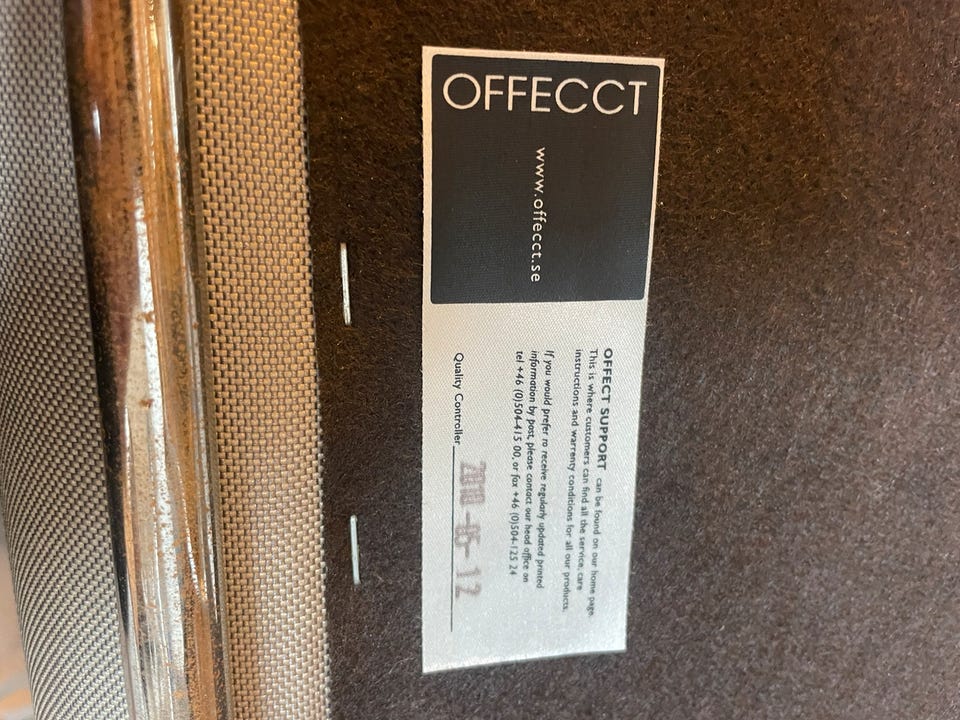 OFFECCT
www.offecct.se
OFFECT SUPPORT can be found on our home page.
This is where customers can find all the service, care
instructions and warrenty conditions for all our products.
If you would prefer ro receive regularly updated printed
information by post, please contact our head office on
tel +46 (0)504-415 00, or fax +46 (0)504-125 24
Quality Controller 2010-05-12